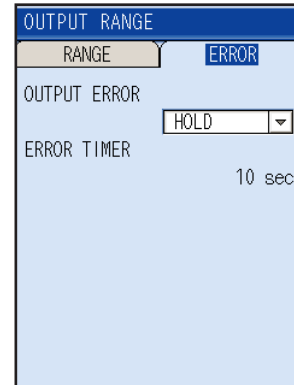 OUTPUT RANGE
RANGE ERROR
OUTPUT ERROR
HOLD
ERROR TIMER
10 sec